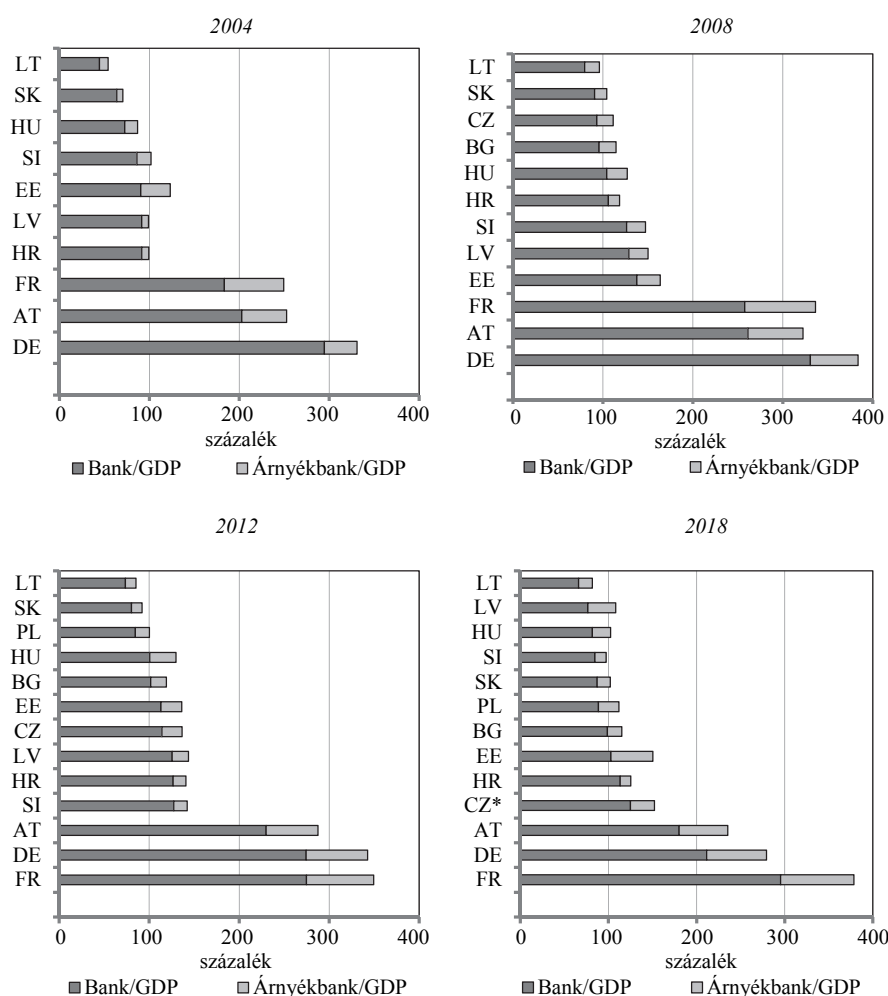 2004
LT
SK
HU
SI
EE
LV
HR
FR
AT
DE
0 100 200 300 400
százalék
Bank/GDP Árnyékbank/GDP
2008
LT
SK
CZ
BG
HU
HR
SI
LV
EE
FR
AT
DE
0 100 200 300 400
százalék
Bank/GDP Árnyékbank/GDP
2012
LT
SK
PL
HU
BG
EE
CZ
LV
HR
SI
AT
DE
FR
0 100 200 300 400
százalék
Bank/GDP Árnyékbank/GDP
2018
LT
LV
HU
SI
SK
PL
BG
EE
HR
CZ*
AT
DE
FR
0 100 200 300 400
százalék
Bank/GDP Árnyékbank/GDP